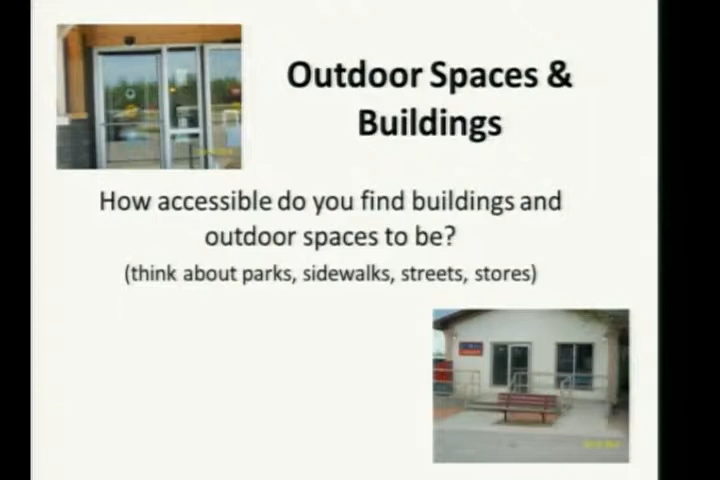 Outdoor Spaces &
Buildings
How accessible do you find buildings and
outdoor spaces to be?
(think about parks, sidewalks, streets, stores)